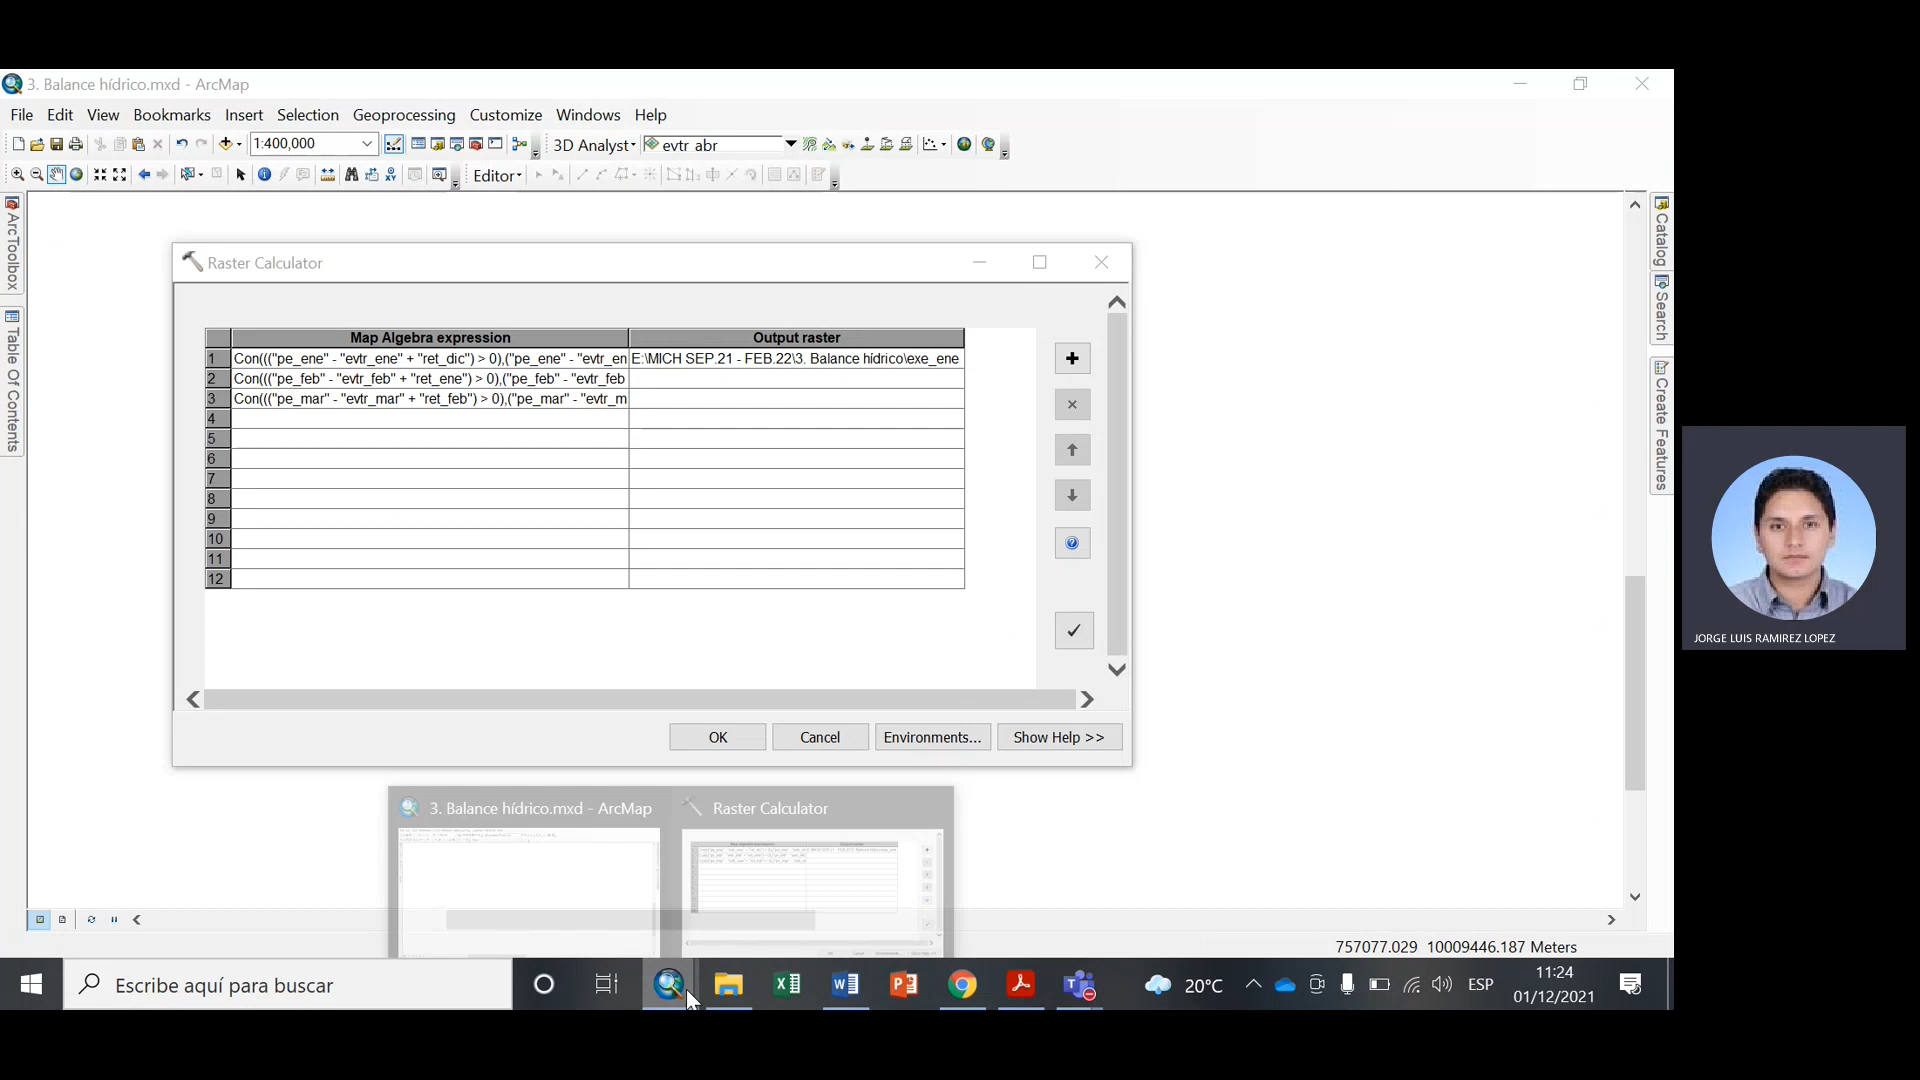 3. Balance hídrico.mxd - ArcMap
File Edit View Bookmarks Insert Selection Geoprocessing Customize Windows Help
1:400,000
3D Analyst
evtr abr
Editor
ArcToolbox
Table Of Contents
Catalog
Search
Create Features
Raster Calculator
Map Algebra expression
Output raster
1 Con((("pe_ene" - "evtr_ene" + "ret_dic") > 0),("pe_ene" - "evtr_en E:\MICH SEP.21 - FEB.22\3. Balance hídrico\exe_ene
2 Con((("pe_feb" - "evtr_feb" + "ret_ene") > 0),("pe_feb" - "evtr_feb
3 Con((("pe_mar" - "evtr_mar" + "ret_feb") > 0),("pe_mar" - "evtr_m
4
5
6
7
8
9
10
11
12
OK Cancel Environments... Show Help >>
3. Balance hídrico.mxd - ArcMap
Raster Calculator
757077.029 10009446.187 Meters
Escribe aquí para buscar
20°C
ESP
11:24
01/12/2021
JORGE LUIS RAMIREZ LOPEZ